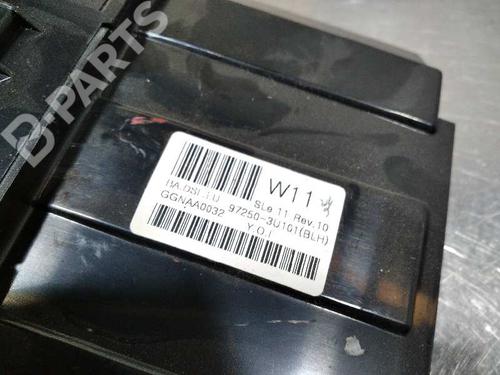 B-PARTS
W11
SLe 11 Rev.10
97250-3U101(BLH)
GGNAA0032 Y.O.I